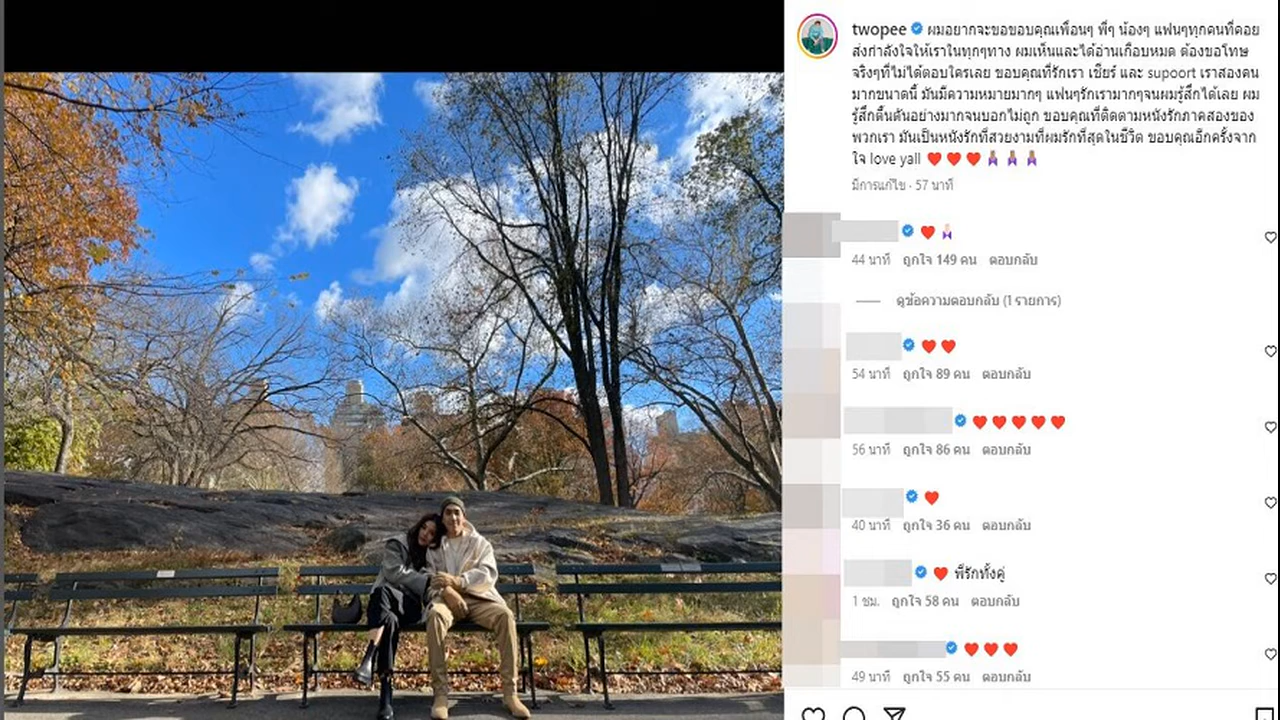 twopee ผมอยากจะขอขอบคุณเพื่อนๆ พี่ๆ น้องๆ แฟนๆทุกคนที่คอย
ส่งกำลังใจให้เราในทุกๆทาง ผมเห็นและได้อ่านเกือบหมด ต้องขอโทษ
จริงๆที่ไม่ได้ตอบใครเลย ขอบคุณที่รักเรา เชียร์ และ supoort เราสองคน
มากขนาดนี้ มันมีความหมายมากๆ แฟนๆรักเรามากๆจนผมรู้สึกได้เลย ผม
รู้สึกตื้นตันอย่างมากจนบอกไม่ถูก ขอบคุณที่ติดตามหนังรักภาคสองของ
พวกเรา มันเป็นหนังรักที่สวยงามที่ผมรักที่สุดในชีวิต ขอบคุณอีกครั้งจาก
ใจ love yall ❤️❤️❤️🙏🏽🙏🏽🙏🏽
มีการแก้ไข · 57 นาที
❤️🙏🏻
44 นาที ถูกใจ 149 คน ตอบกลับ
ดูข้อความตอบกลับ (1 รายการ)
❤️❤️
54 นาที ถูกใจ 89 คน ตอบกลับ
❤️❤️❤️❤️❤️
56 นาที ถูกใจ 86 คน ตอบกลับ
❤️
40 นาที ถูกใจ 36 คน ตอบกลับ
❤️ พี่รักทั้งคู่
1 ชม. ถูกใจ 58 คน ตอบกลับ
❤️❤️❤️
49 นาที ถูกใจ 55 คน ตอบกลับ